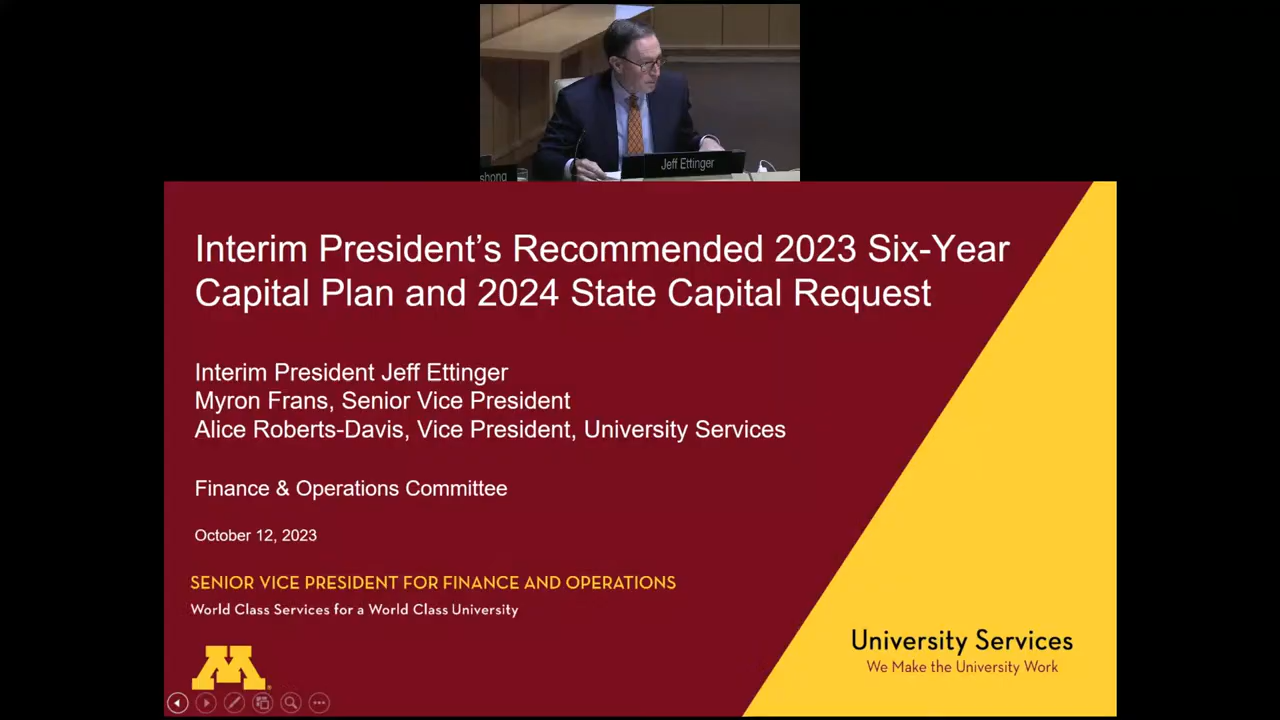 shong
Jeff Ettinger
Interim President's Recommended 2023 Six-Year
Capital Plan and 2024 State Capital Request
Interim President Jeff Ettinger
Myron Frans, Senior Vice President
Alice Roberts-Davis, Vice President, University Services
Finance & Operations Committee
October 12, 2023
SENIOR VICE PRESIDENT FOR FINANCE AND OPERATIONS
World Class Services for a World Class University
M
University Services
We Make the University Work